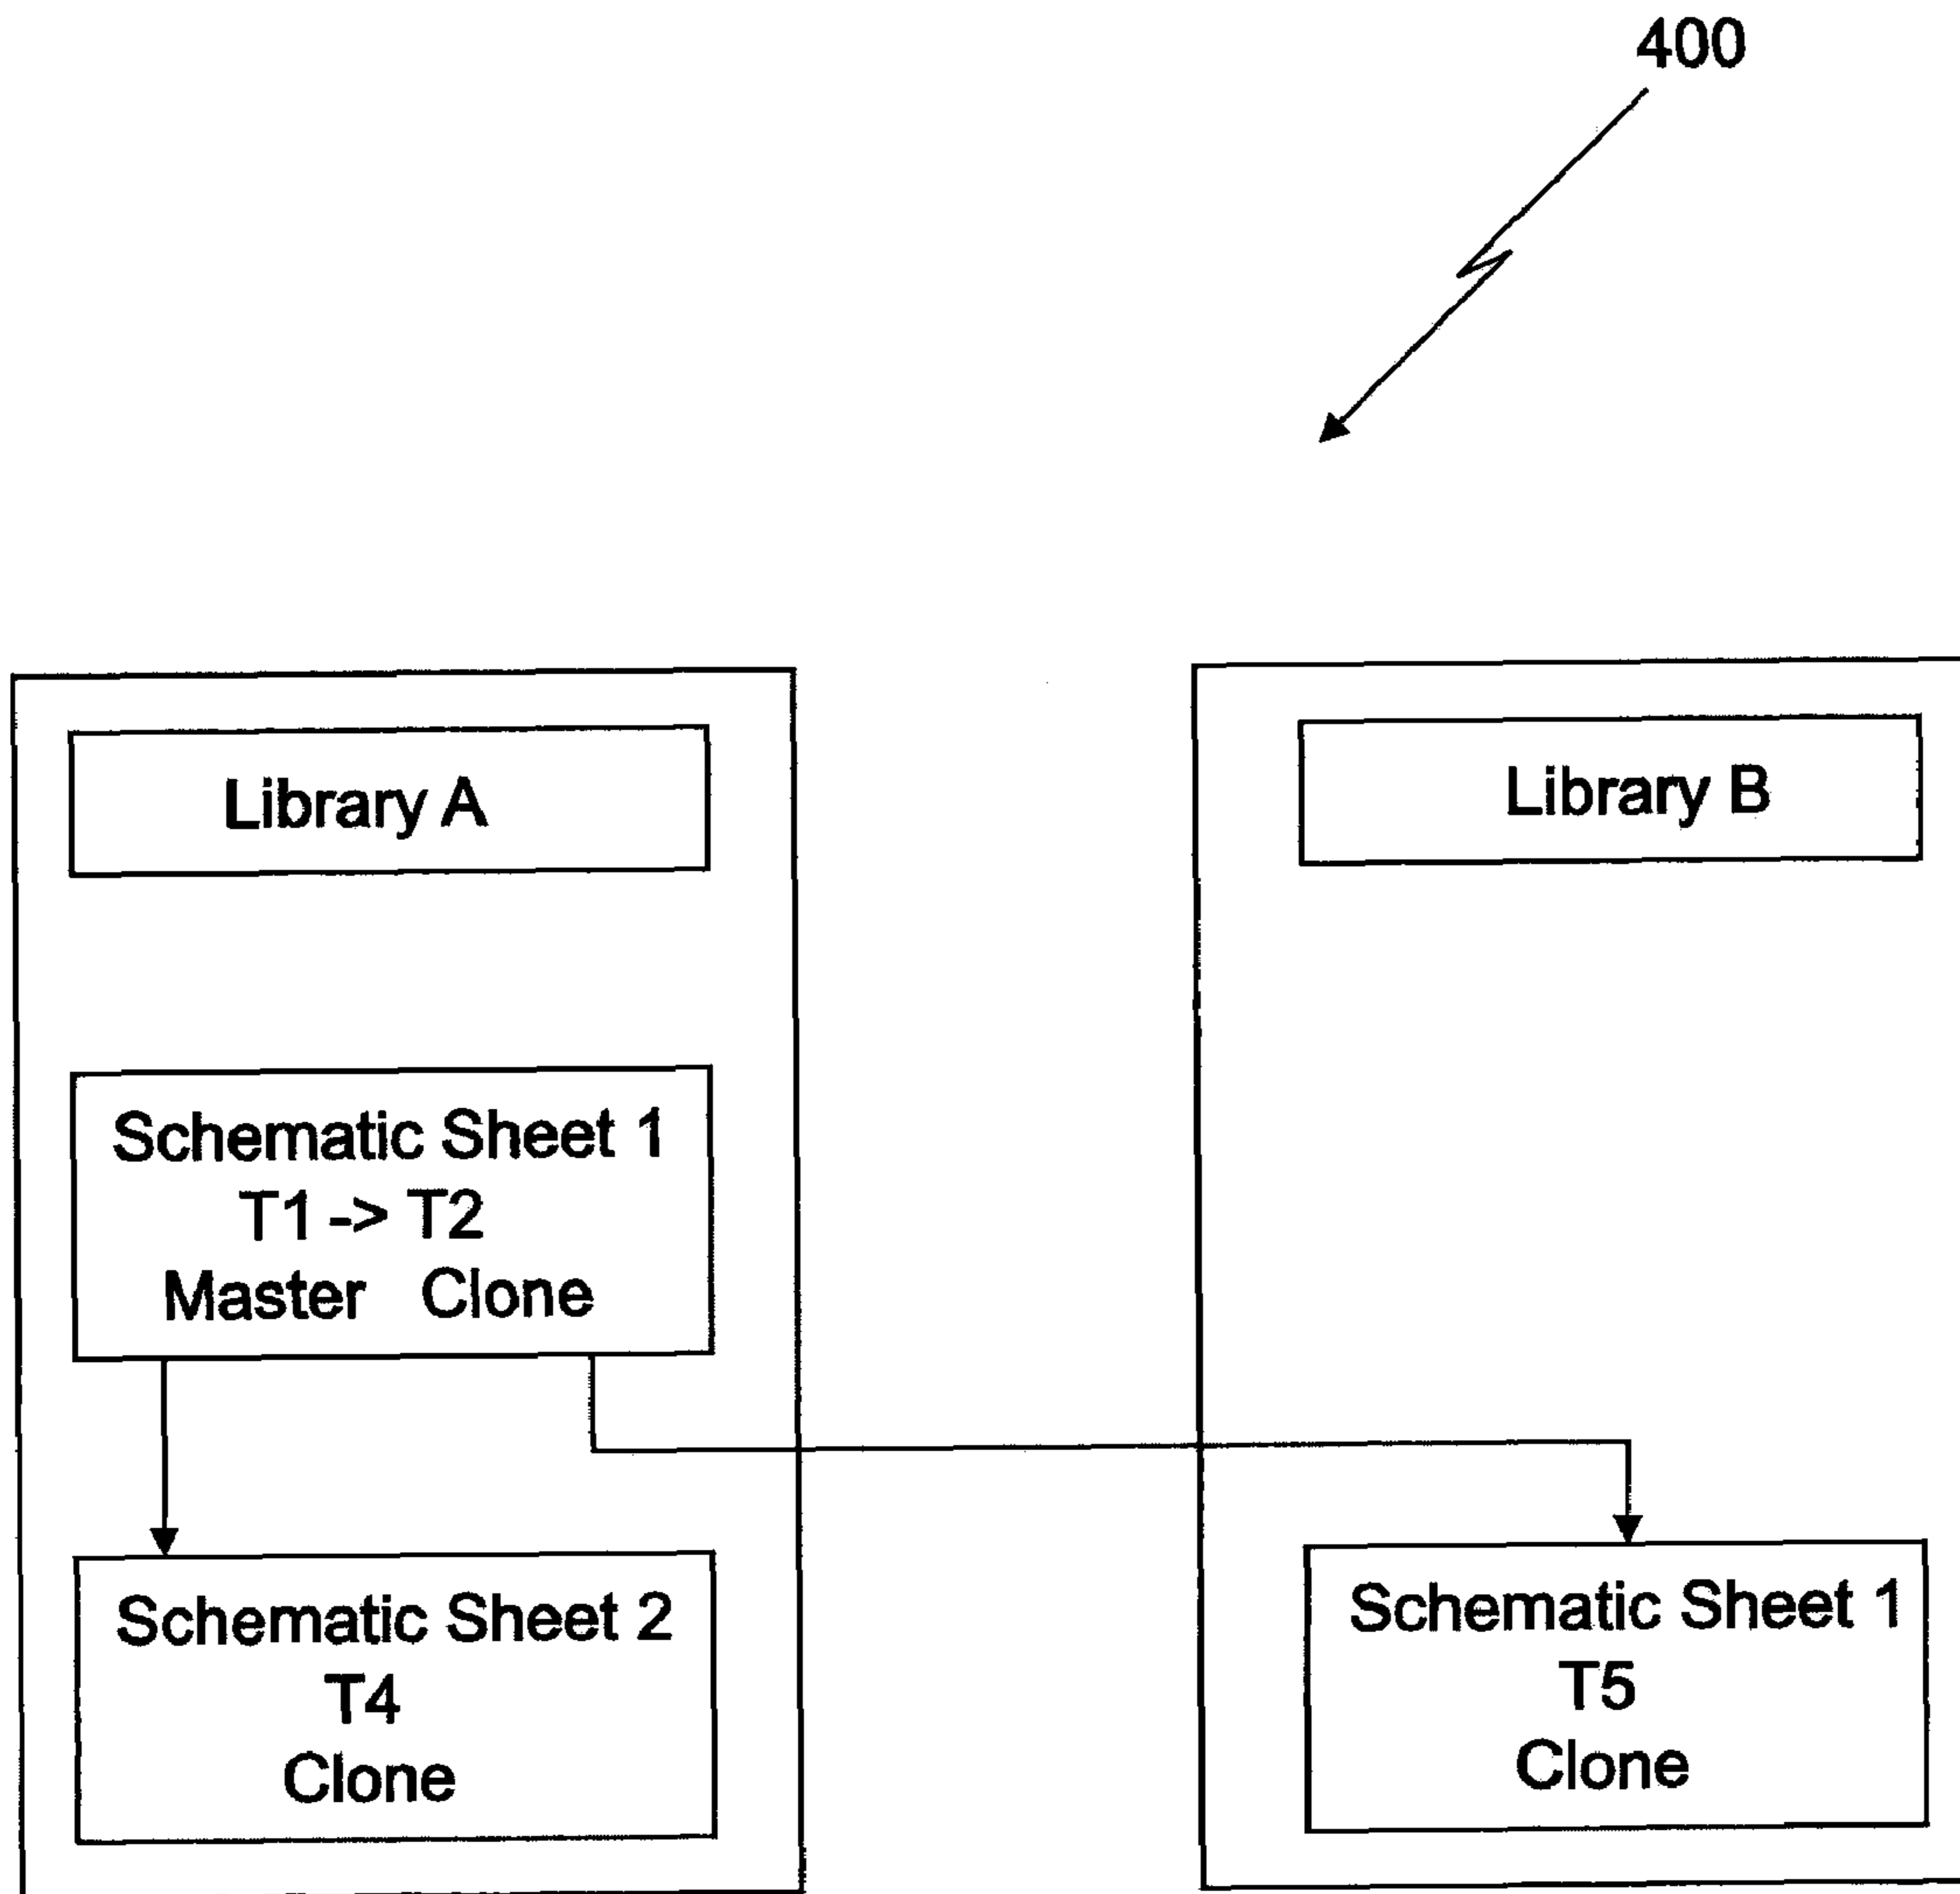 400
Library A
Library B
Schematic Sheet 1
T1 -> T2
Master Clone
Schematic Sheet 2
T4
Clone
Schematic Sheet 1
T5
Clone